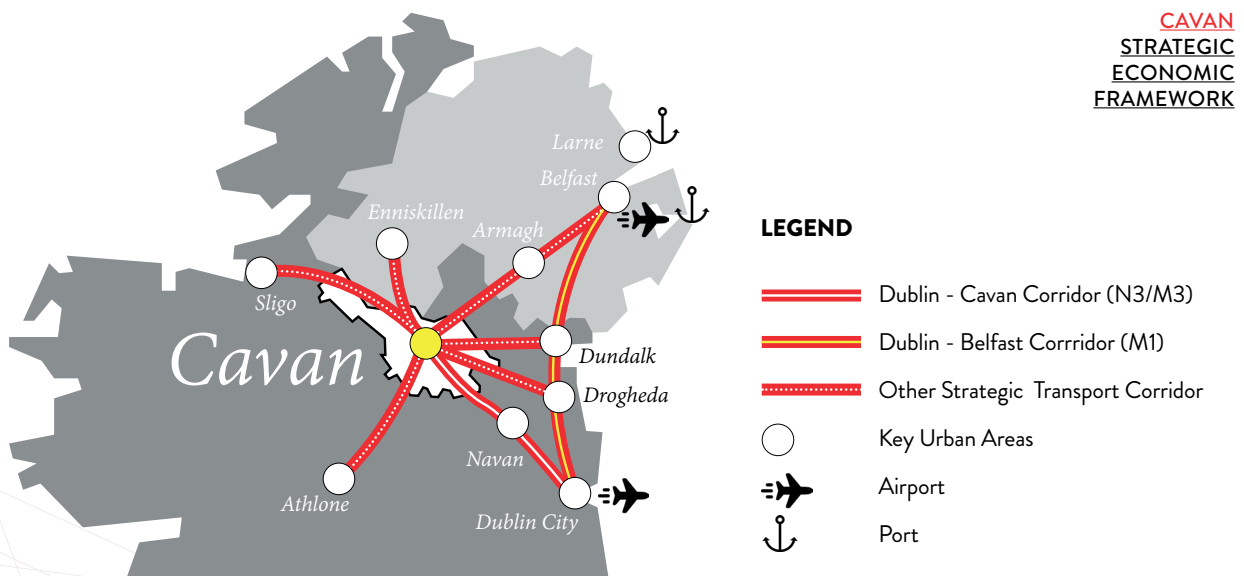 CAVAN
STRATEGIC
ECONOMIC
FRAMEWORK
Larne
Belfast
Enniskillen
Armagh
Sligo
Cavan
Dundalk
Drogheda
Navan
Athlone
Dublin City
LEGEND
Dublin - Cavan Corridor (N3/M3)
Dublin - Belfast Corrridor (M1)
Other Strategic Transport Corridor
Key Urban Areas
Airport
Port